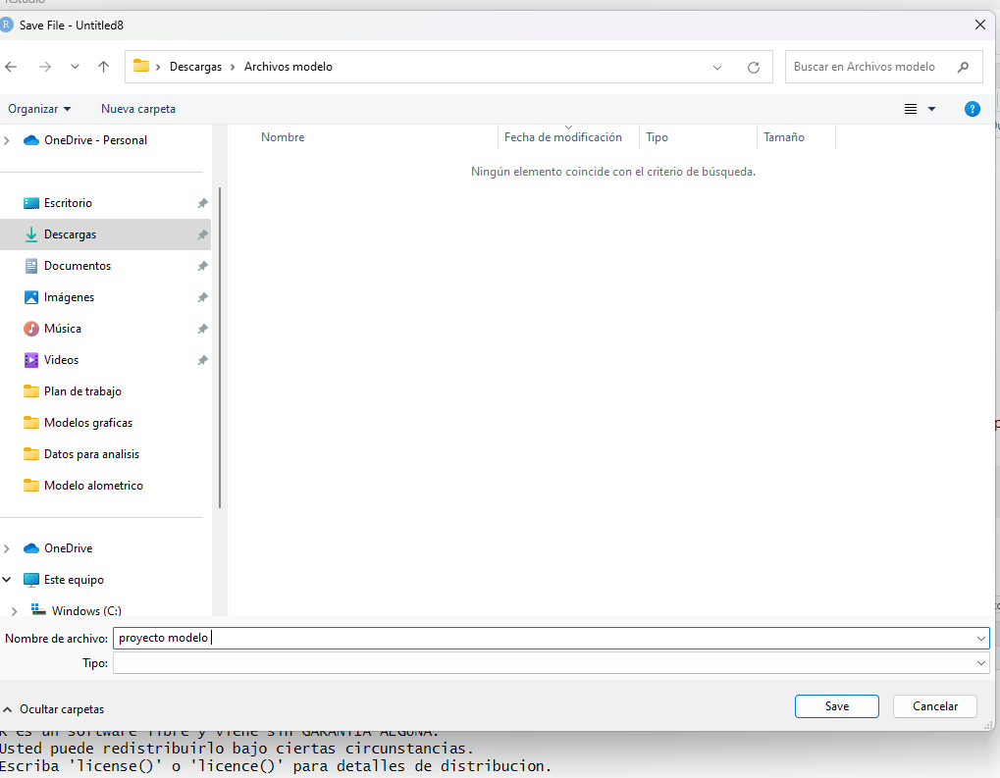 RStudio
R Save File - Untitled8
Descargas Archivos modelo
Buscar en Archivos modelo
Organizar Nueva carpeta
?
OneDrive - Personal
Nombre Fecha de modificación Tipo Tamaño
Ningún elemento coincide con el criterio de búsqueda.
Escritorio
Descargas
Documentos
Imágenes
Música
Videos
Plan de trabajo
Modelos graficas
Datos para analisis
Modelo alometrico
OneDrive
Este equipo
Windows (C:)
Nombre de archivo: proyecto modelo
Tipo:
Ocultar carpetas
Save Cancelar
R es un software libre y viene sin GARANTIA ALGUNA.
Usted puede redistribuirlo bajo ciertas circunstancias.
Escriba 'license()' o 'licence()' para detalles de distribucion.